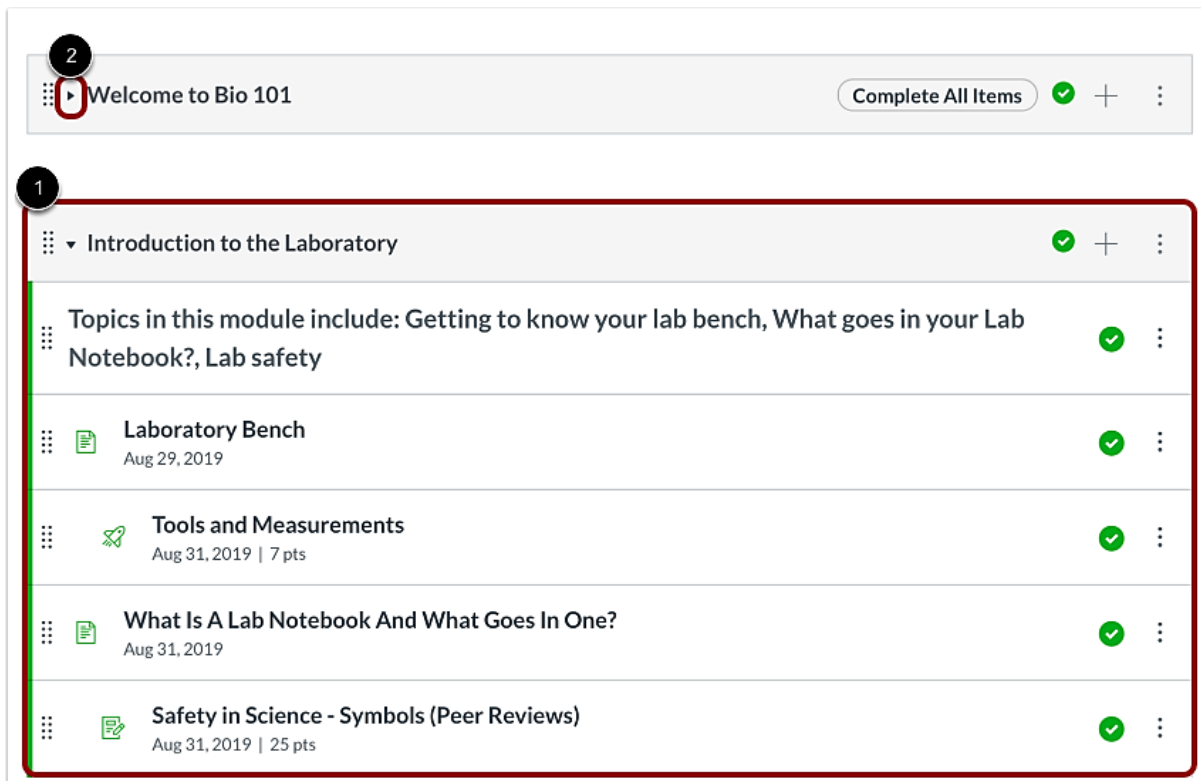 2
Welcome to Bio 101
Complete All Items
1
Introduction to the Laboratory
Topics in this module include: Getting to know your lab bench, What goes in your Lab
Notebook?, Lab safety
Laboratory Bench
Aug 29, 2019
Tools and Measurements
Aug 31, 2019 | 7 pts
What Is A Lab Notebook And What Goes In One?
Aug 31, 2019
Safety in Science - Symbols (Peer Reviews)
Aug 31, 2019 | 25 pts